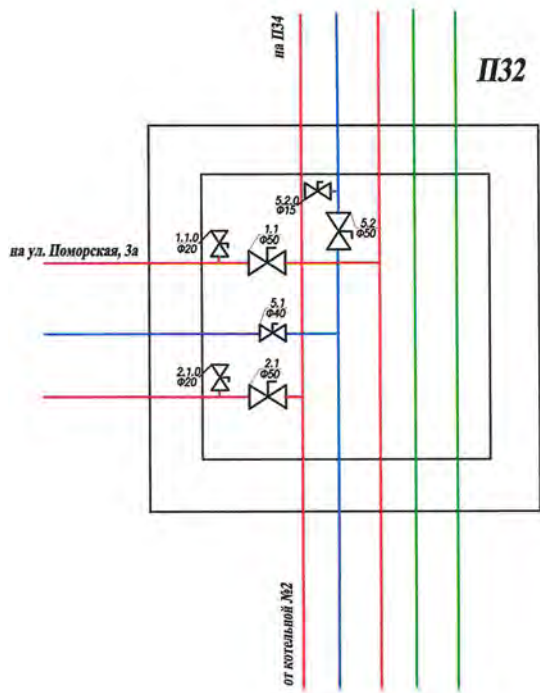 на П34
П32
5.2.0
Ф15
5.2
Ф50
1.1.0
Ф20
1.1
Ф50
на ул. Поморская, 3а
5.1
Ф40
2.1.0
Ф20
2.1
Ф50
от котельной №2